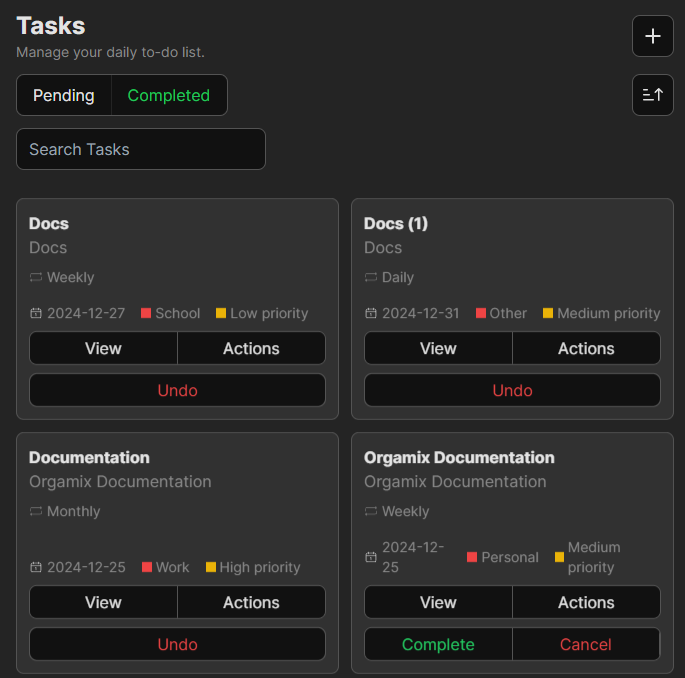 Tasks
Manage your daily to-do list.
Pending Completed
Search Tasks
Docs
Docs
Weekly
2024-12-27 School Low priority
View Actions
Undo
Docs (1)
Docs
Daily
2024-12-31 Other Medium priority
View Actions
Undo
Documentation
Orgamix Documentation
Monthly
2024-12-25 Work High priority
View Actions
Undo
Orgamix Documentation
Orgamix Documentation
Weekly
2024-12-
25
Personal
Medium
priority
View Actions
Complete Cancel